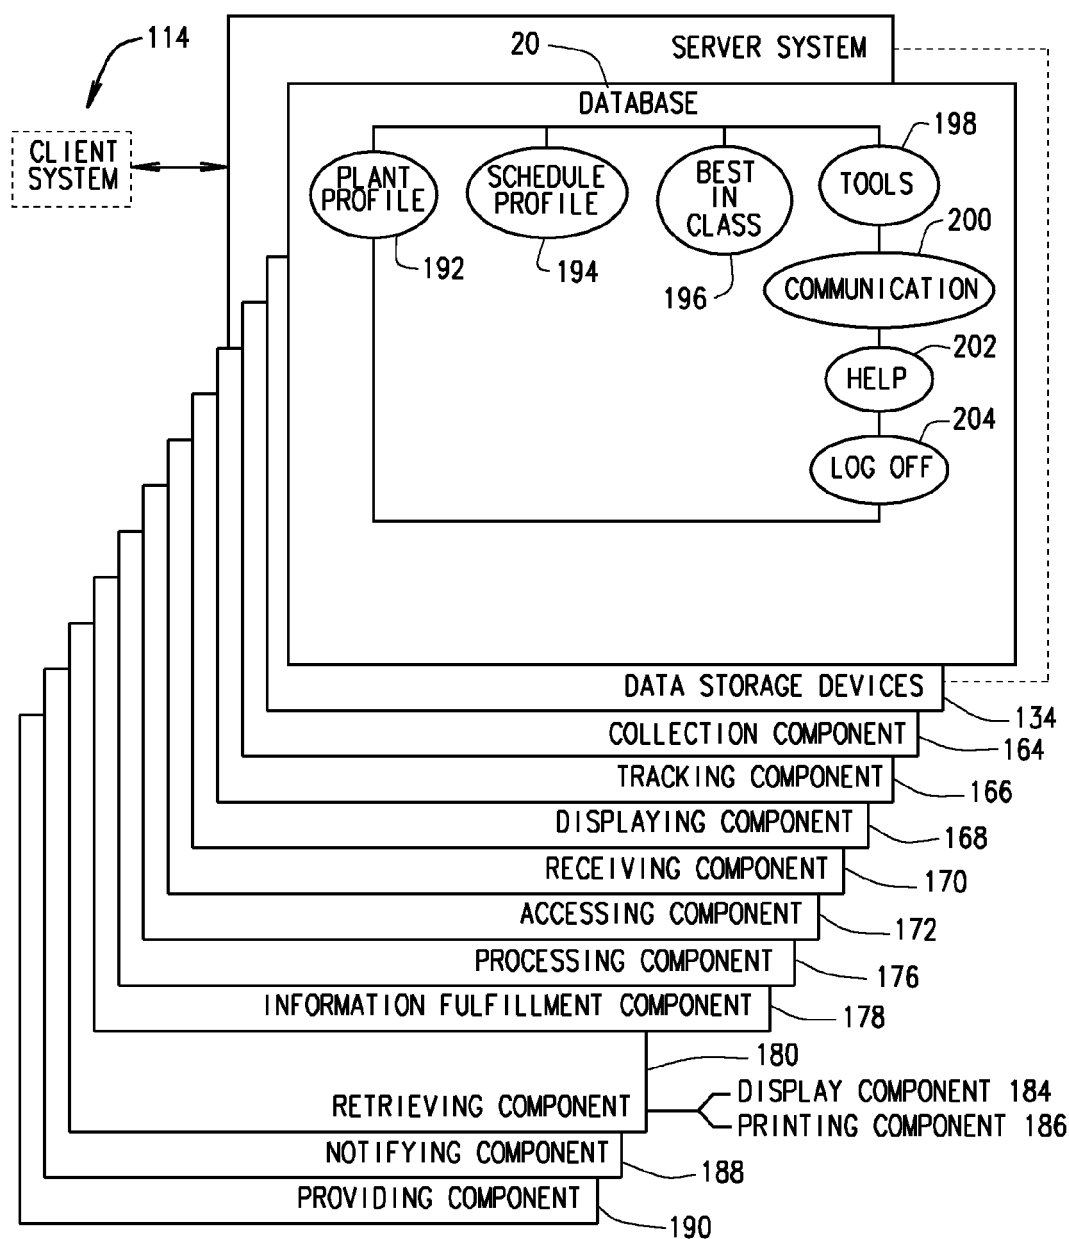 114
SERVER SYSTEM
20
DATABASE
CLIENT
SYSTEM
PLANT
PROFILE
192
SCHEDULE
PROFILE
194
BEST
IN
CLASS
196
TOOLS
198
COMMUNICATION
200
HELP
202
LOG OFF
204
DATA STORAGE DEVICES
134
COLLECTION COMPONENT
164
TRACKING COMPONENT
166
DISPLAYING COMPONENT
168
RECEIVING COMPONENT
170
ACCESSING COMPONENT
172
PROCESSING COMPONENT
176
INFORMATION FULFILLMENT COMPONENT
178
180
RETRIEVING COMPONENT
DISPLAY COMPONENT 184
PRINTING COMPONENT 186
NOTIFYING COMPONENT
188
PROVIDING COMPONENT
190